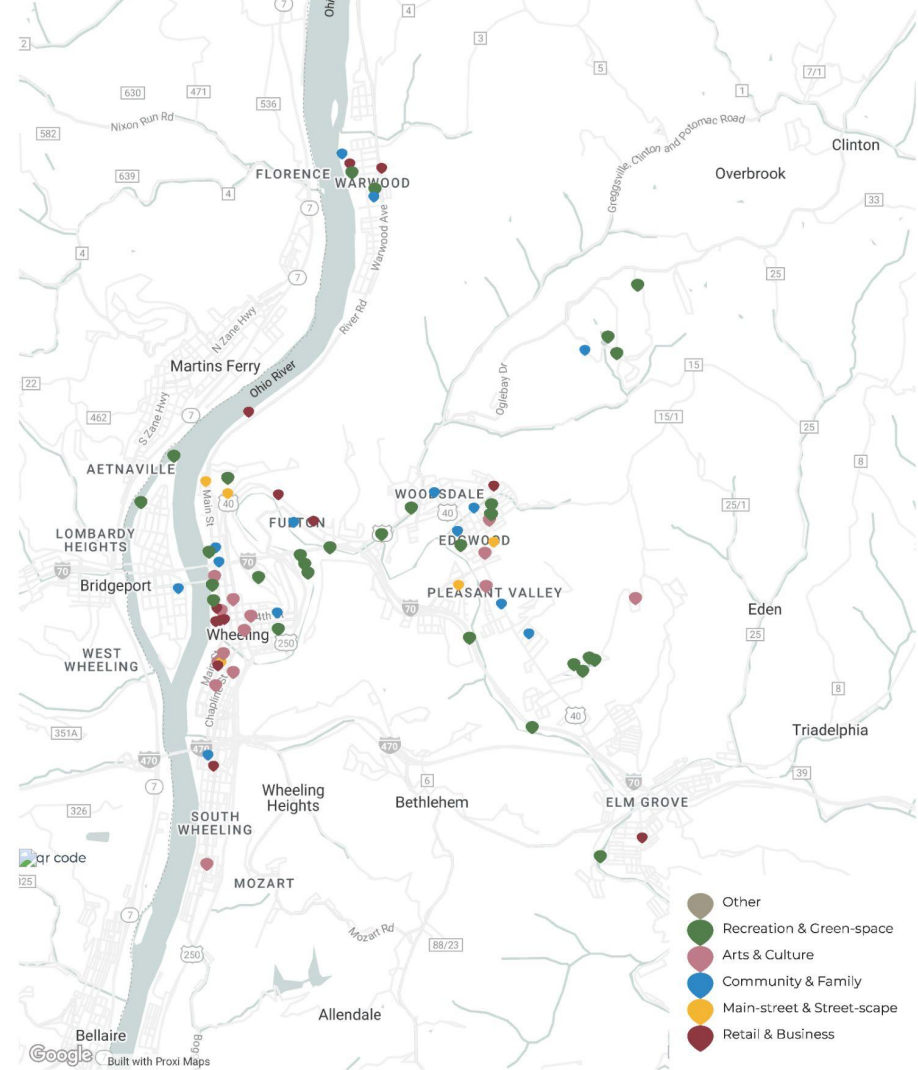 7
Ohi
4
2
3
5
7/1
1
630
471
536
Nixon Run Rd
582
Greggsville, Clinton and Potomac Road
Clinton
639
FLORENCE
WARWOOD
Overbrook
4
7
33
Warwood Ave
4
7
25
N Zane Hwy
River Rd
Martins Ferry
Ohio River
15
22
Oglebay Dr
S Zane Hwy
462
7
15/1
25
AETNAVILLE
8
Main St
40
WOODSDALE
40
25/1
FULTON
LOMBARDY
HEIGHTS
EDGWOOD
70
70
Bridgeport
PLEASANT VALLEY
70
Eden
Wheeling
250
25
WEST
WHEELING
Chapline St
8
40
351A
470
470
470
Triadelphia
7
6
39
70
Wheeling
Heights
Bethlehem
ELM GROVE
326
SOUTH
WHEELING
qr code
MOZART
7
Mozart Rd
88/23
250
Allendale
Bellaire
Google
Built with Proxi Maps
Other
Recreation & Green-space
Arts & Culture
Community & Family
Main-street & Street-scape
Retail & Business